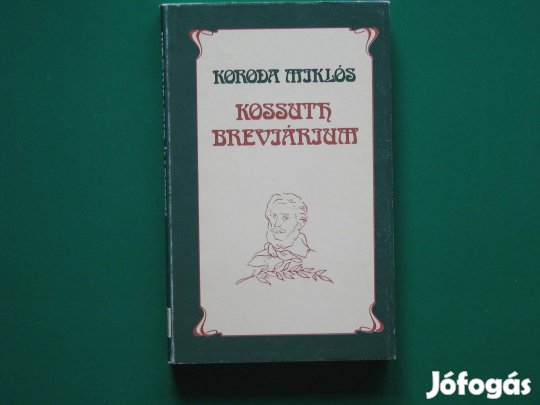 KORODA MIKLÓS
KOSSUTH
BREVIÁRIUM
Jófogás